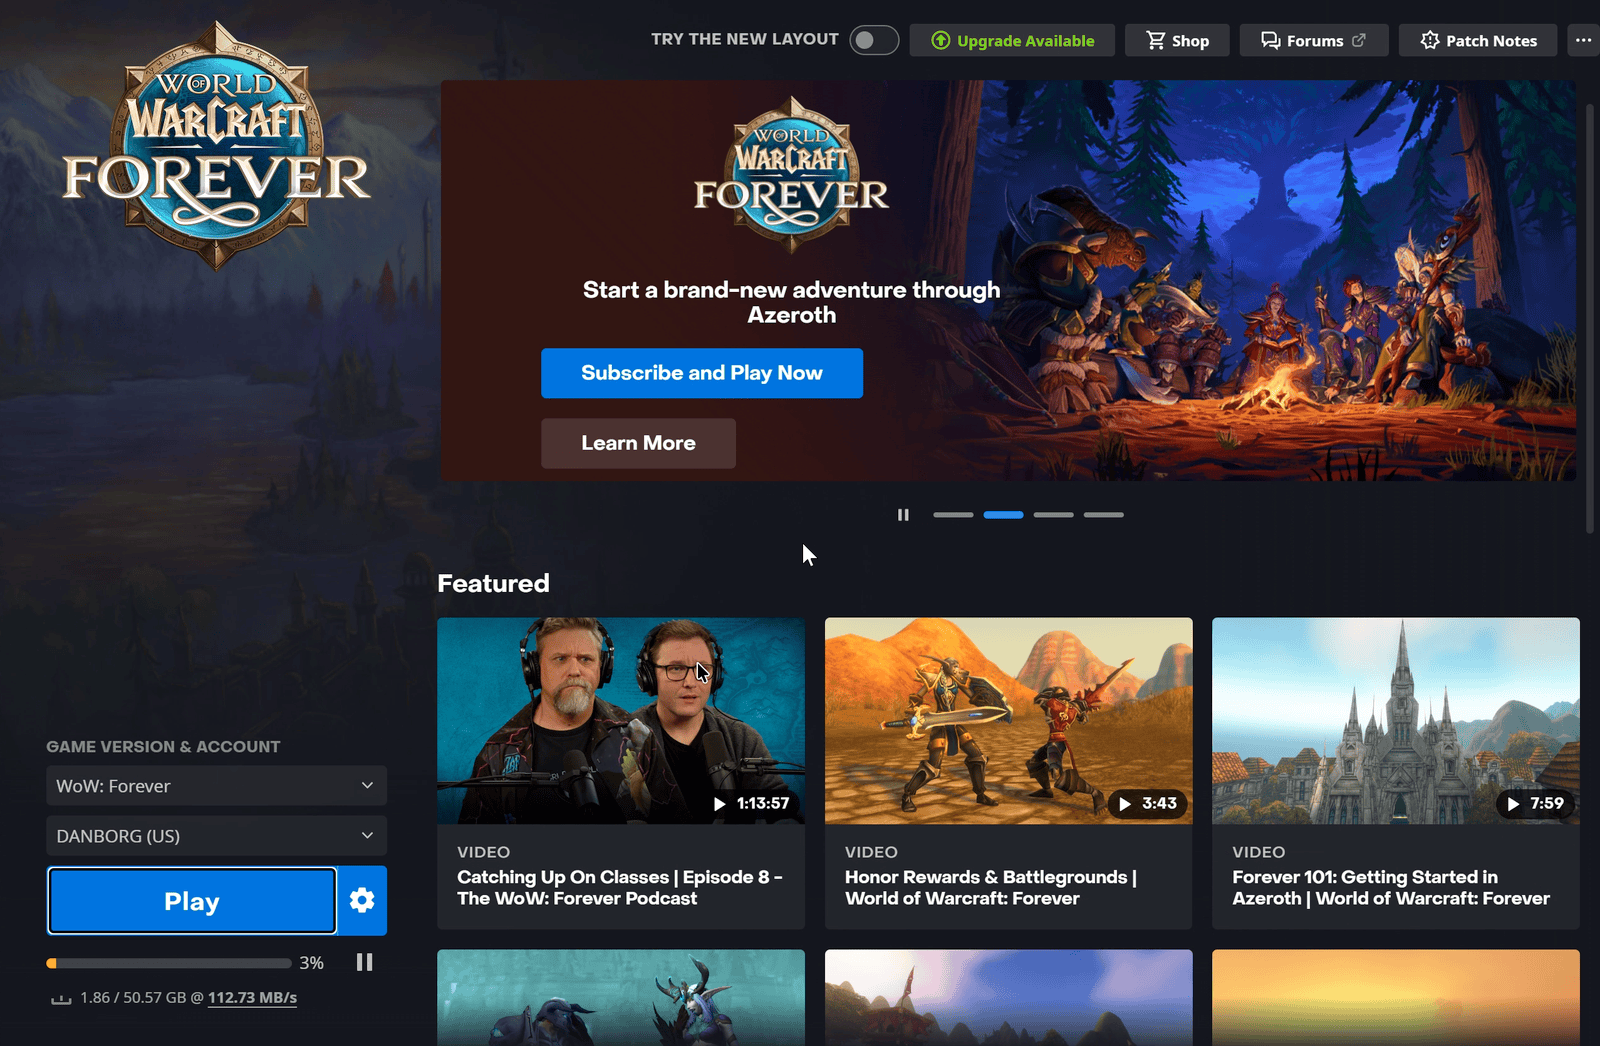 WORLD
OF
WARCRAFT
FOREVER
TRY THE NEW LAYOUT
Upgrade Available
Shop
Forums
Patch Notes
WORLD
OF
WARCRAFT
FOREVER
Start a brand-new adventure through
Azeroth
Subscribe and Play Now
Learn More
Featured
1:13:57
3:43
7:59
VIDEO
Catching Up On Classes | Episode 8 -
The WoW: Forever Podcast
VIDEO
Honor Rewards & Battlegrounds |
World of Warcraft: Forever
VIDEO
Forever 101: Getting Started in
Azeroth | World of Warcraft: Forever
GAME VERSION & ACCOUNT
WoW: Forever
DANBORG (US)
Play
3%
1.86 / 50.57 GB @ 112.73 MB/s